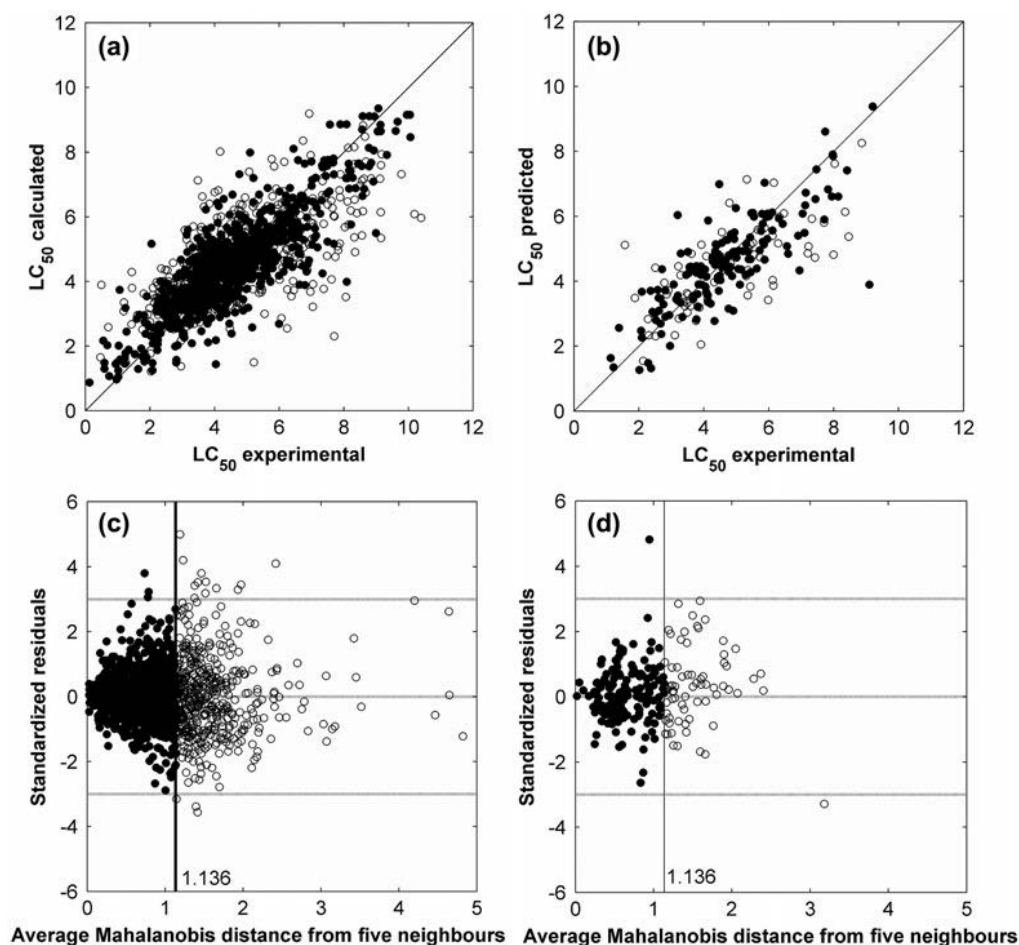 (a)
12
10
8
6
4
2
0
LC50 calculated
0 2 4 6 8 10 12
LC50 experimental
(b)
12
10
8
6
4
2
0
LC50 predicted
0 2 4 6 8 10 12
LC50 experimental
(c)
6
4
2
0
-2
-4
-6
Standardized residuals
1.136
0 1 2 3 4 5
Average Mahalanobis distance from five neighbours
(d)
6
4
2
0
-2
-4
-6
Standardized residuals
1.136
0 1 2 3 4 5
Average Mahalanobis distance from five neighbours